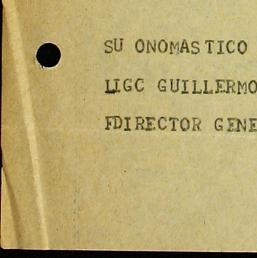 SU ONOMASTICO
LIGC GUILLERMO
FDIRECTOR GENE